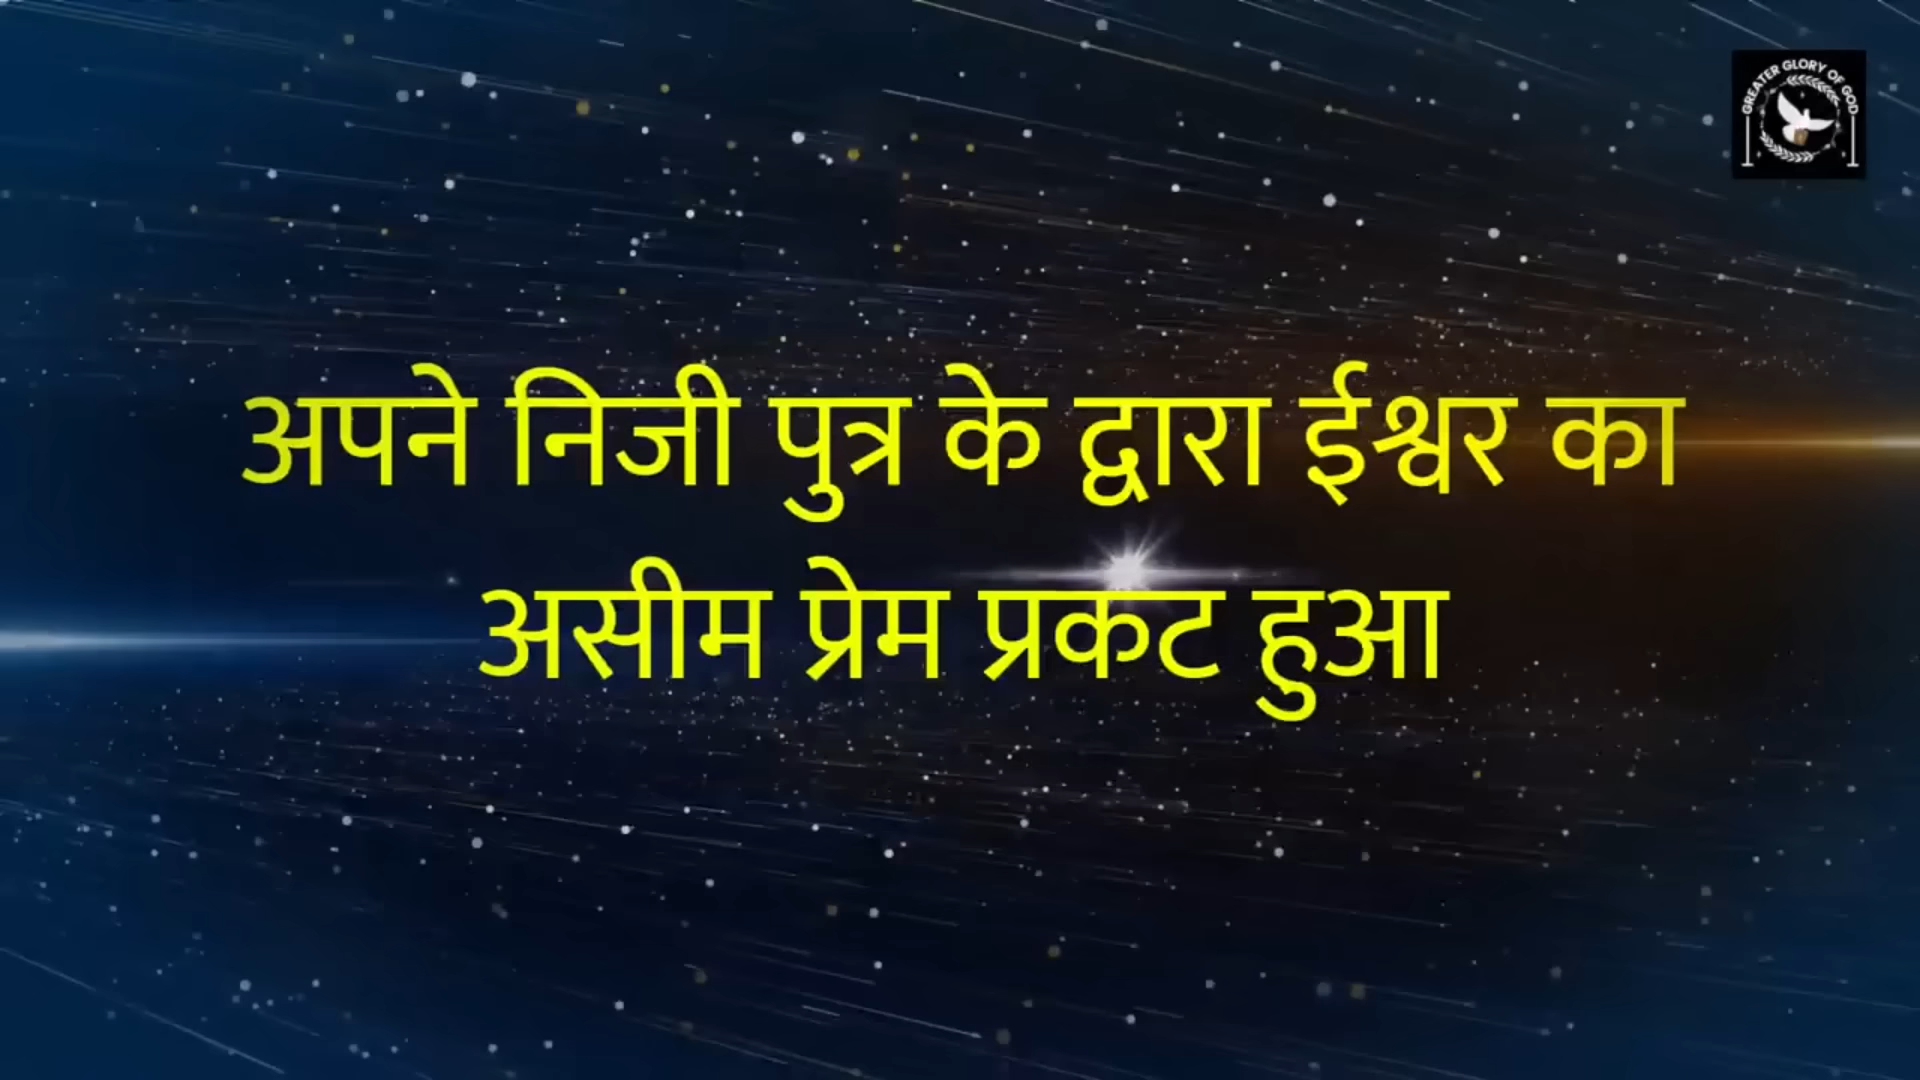 GREATER GLORY OF GOD
अपने निजी पुत्र के द्वारा ईश्वर का
असीम प्रेम प्रकट हुआ